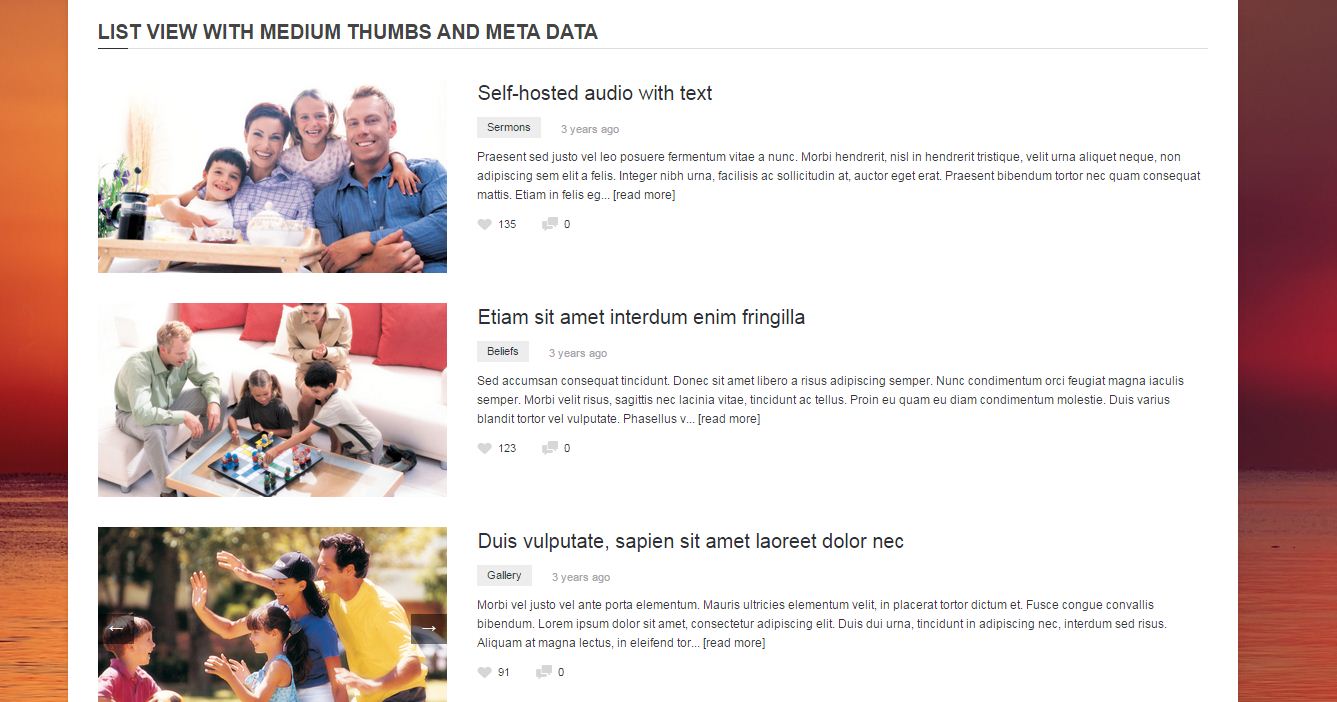 LIST VIEW WITH MEDIUM THUMBS AND META DATA
Self-hosted audio with text
Sermons 3 years ago
Praesent sed justo vel leo posuere fermentum vitae a nunc. Morbi hendrerit, nisl in hendrerit tristique, velit urna aliquet neque, non
adipiscing sem elit a felis. Integer nibh urna, facilisis ac sollicitudin at, auctor eget erat. Praesent bibendum tortor nec quam consequat
mattis. Etiam in felis eg... [read more]
135 0
Etiam sit amet interdum enim fringilla
Beliefs 3 years ago
Sed accumsan consequat tincidunt. Donec sit amet libero a risus adipiscing semper. Nunc condimentum orci feugiat magna iaculis
semper. Morbi velit risus, sagittis nec lacinia vitae, tincidunt ac tellus. Proin eu quam eu diam condimentum molestie. Duis varius
blandit tortor vel vulputate. Phasellus v... [read more]
123 0
Duis vulputate, sapien sit amet laoreet dolor nec
Gallery 3 years ago
Morbi vel justo vel ante porta elementum. Mauris ultricies elementum velit, in placerat tortor dictum et. Fusce congue convallis
bibendum. Lorem ipsum dolor sit amet, consectetur adipiscing elit. Duis dui urna, tincidunt in adipiscing nec, interdum sed risus.
Aliquam at magna lectus, in eleifend tor... [read more]
91 0